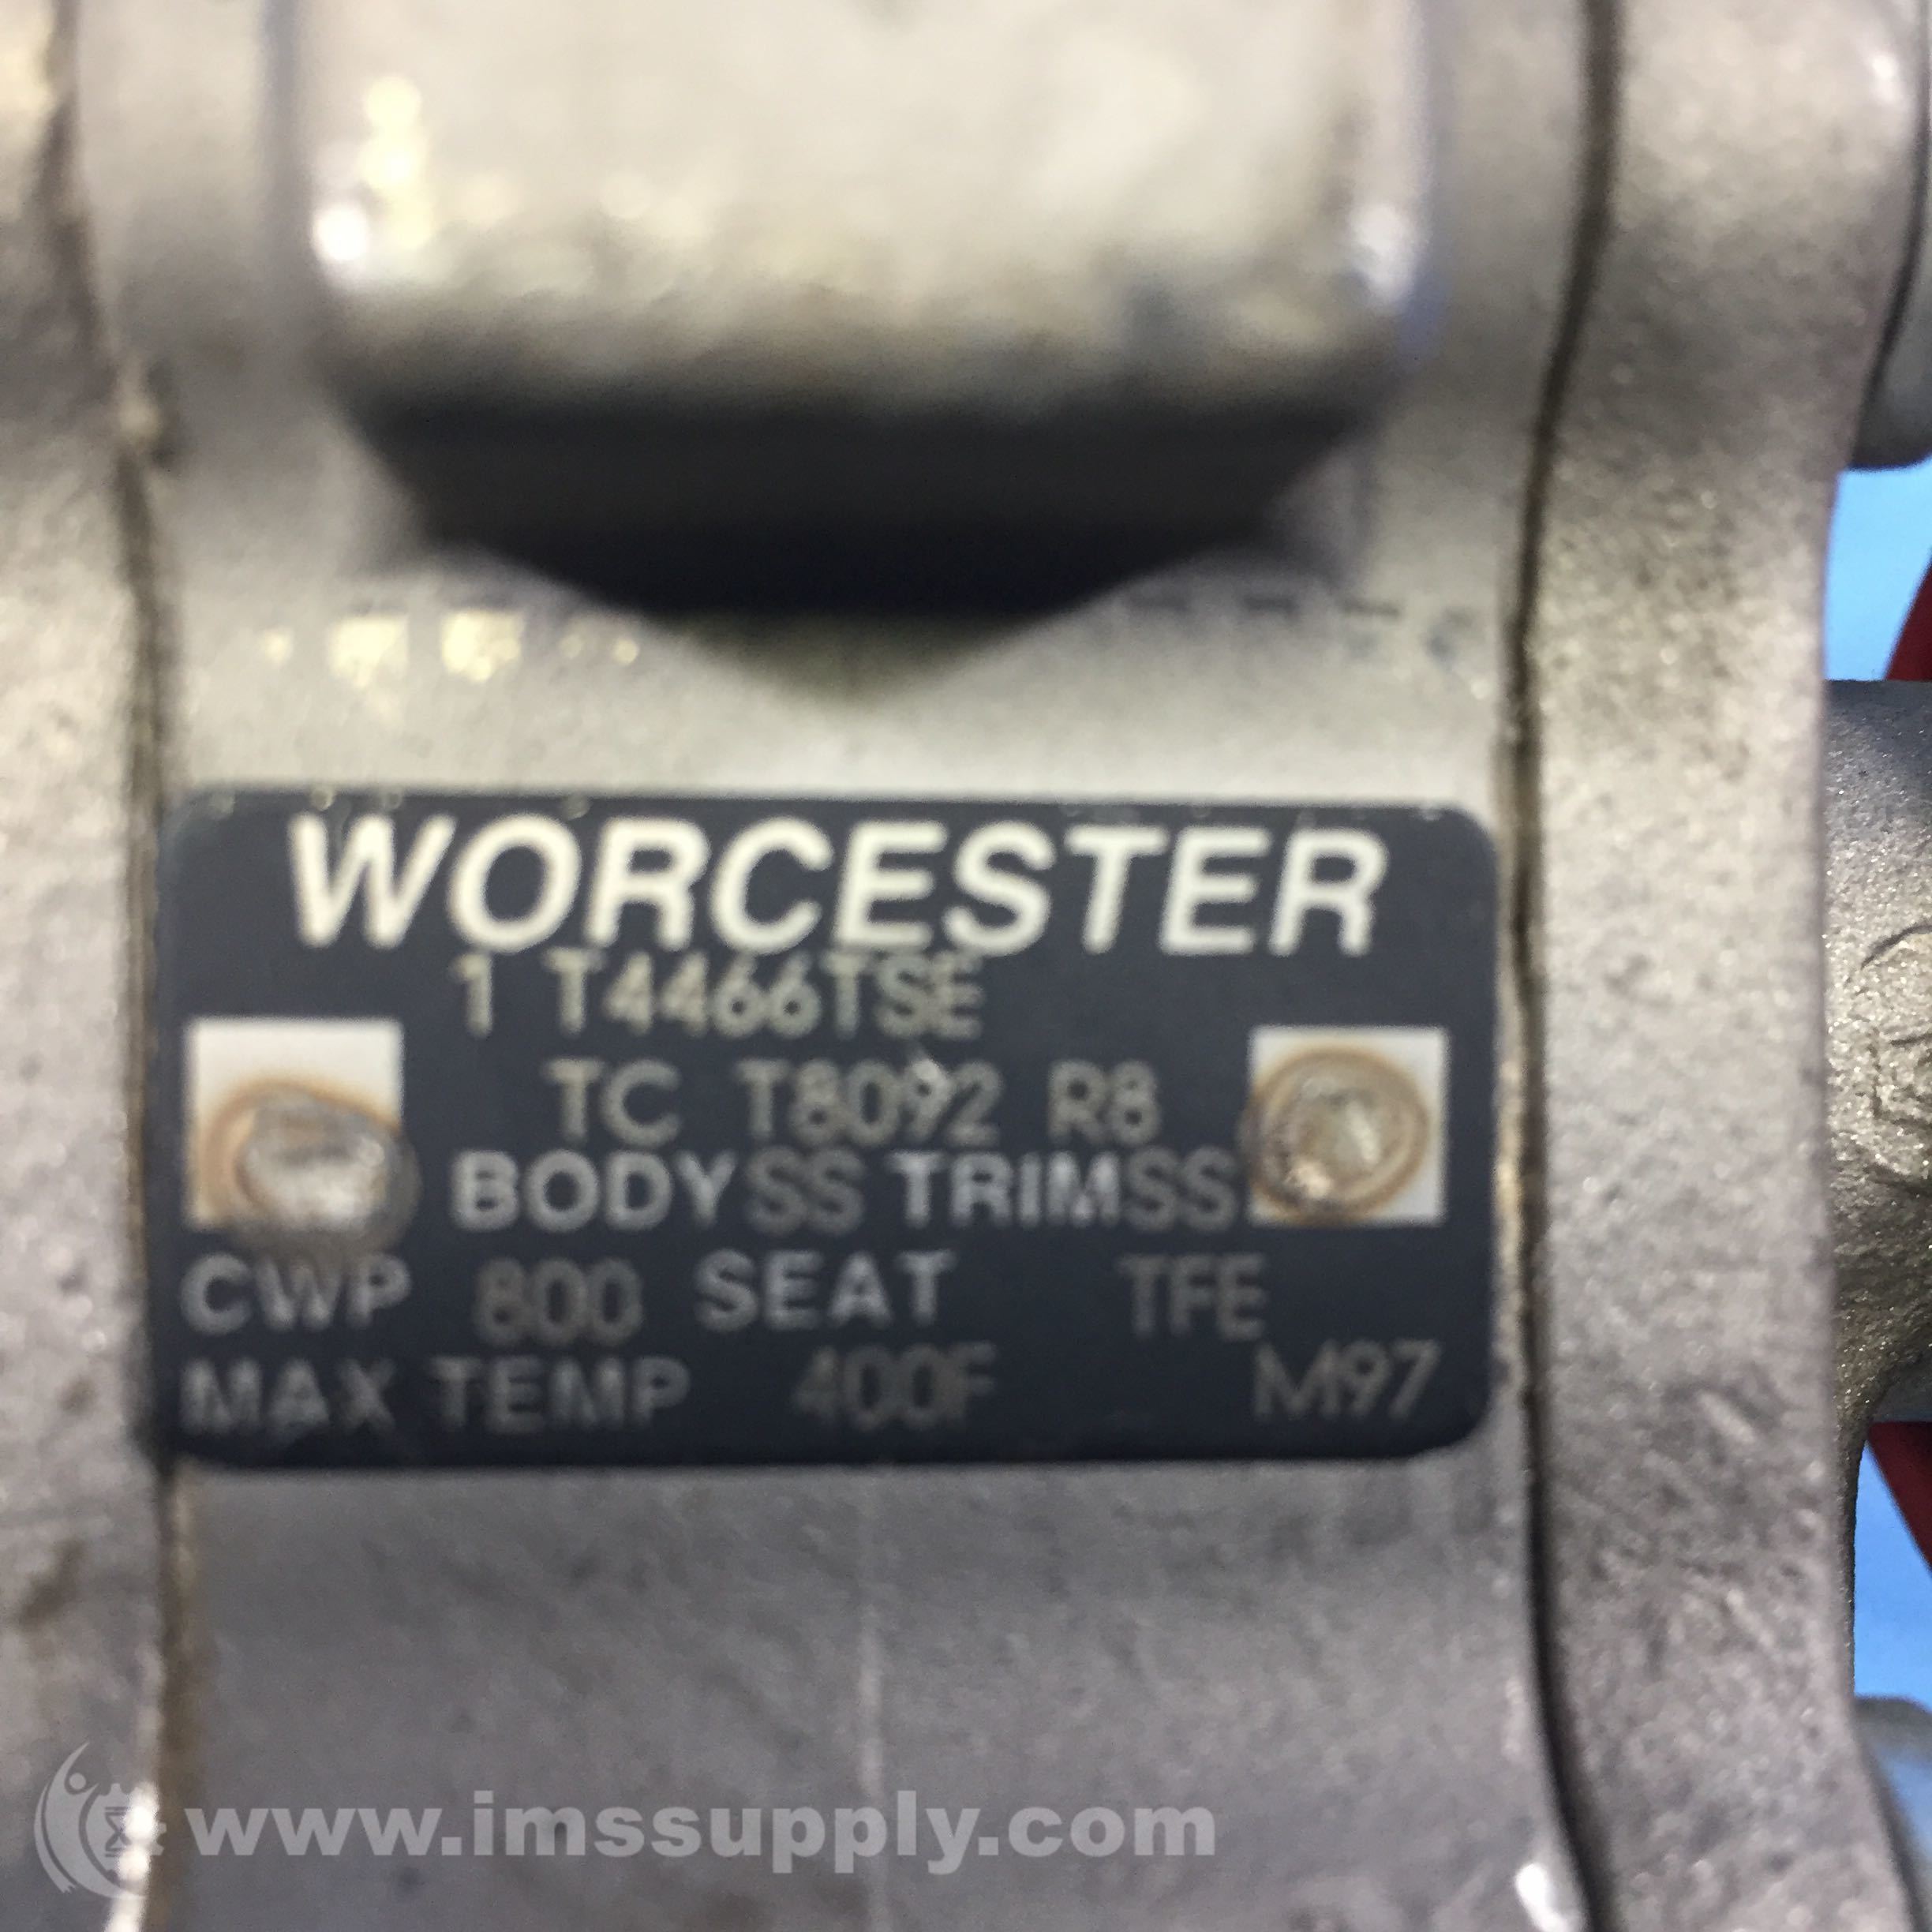 WORCESTER
1 T4466TSE
TC T8092 R8
BODY SS TRIM SS
CWP 800 SEAT TFE
MAX TEMP 400F M97
www.imssupply.com